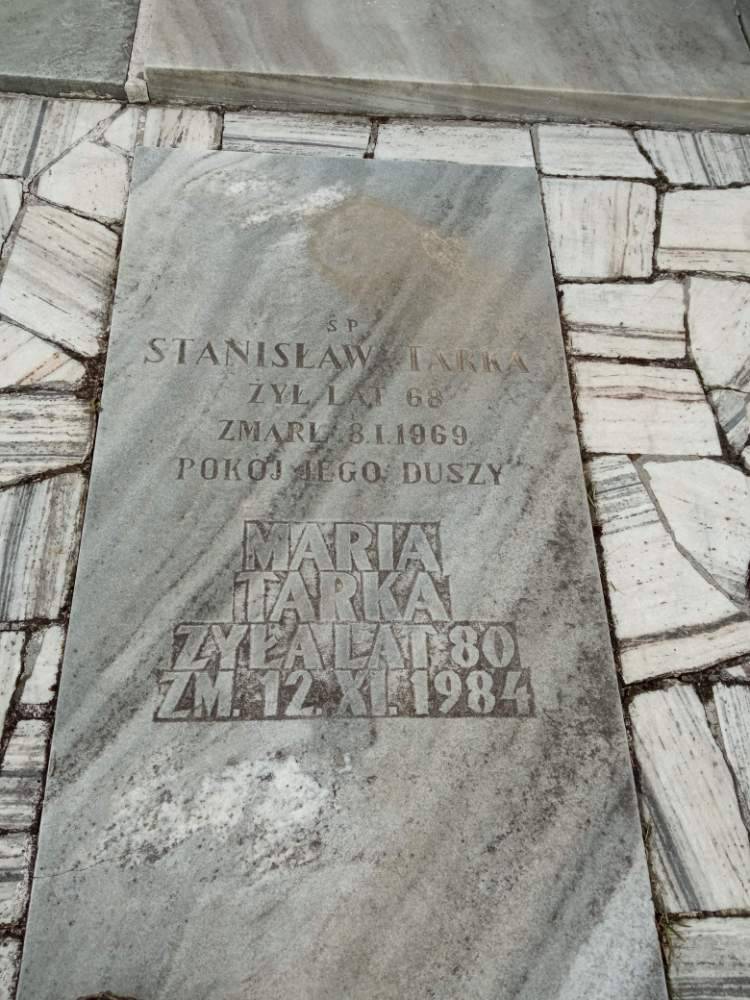 ŚP
STANISŁAW TARKA
ŻYŁ LAT 68
ZMARŁ 8.I.1969
POKÓJ JEGO DUSZY
MARIA
TARKA
ŻYŁA LAT 80
ZM. 12. XI. 1984